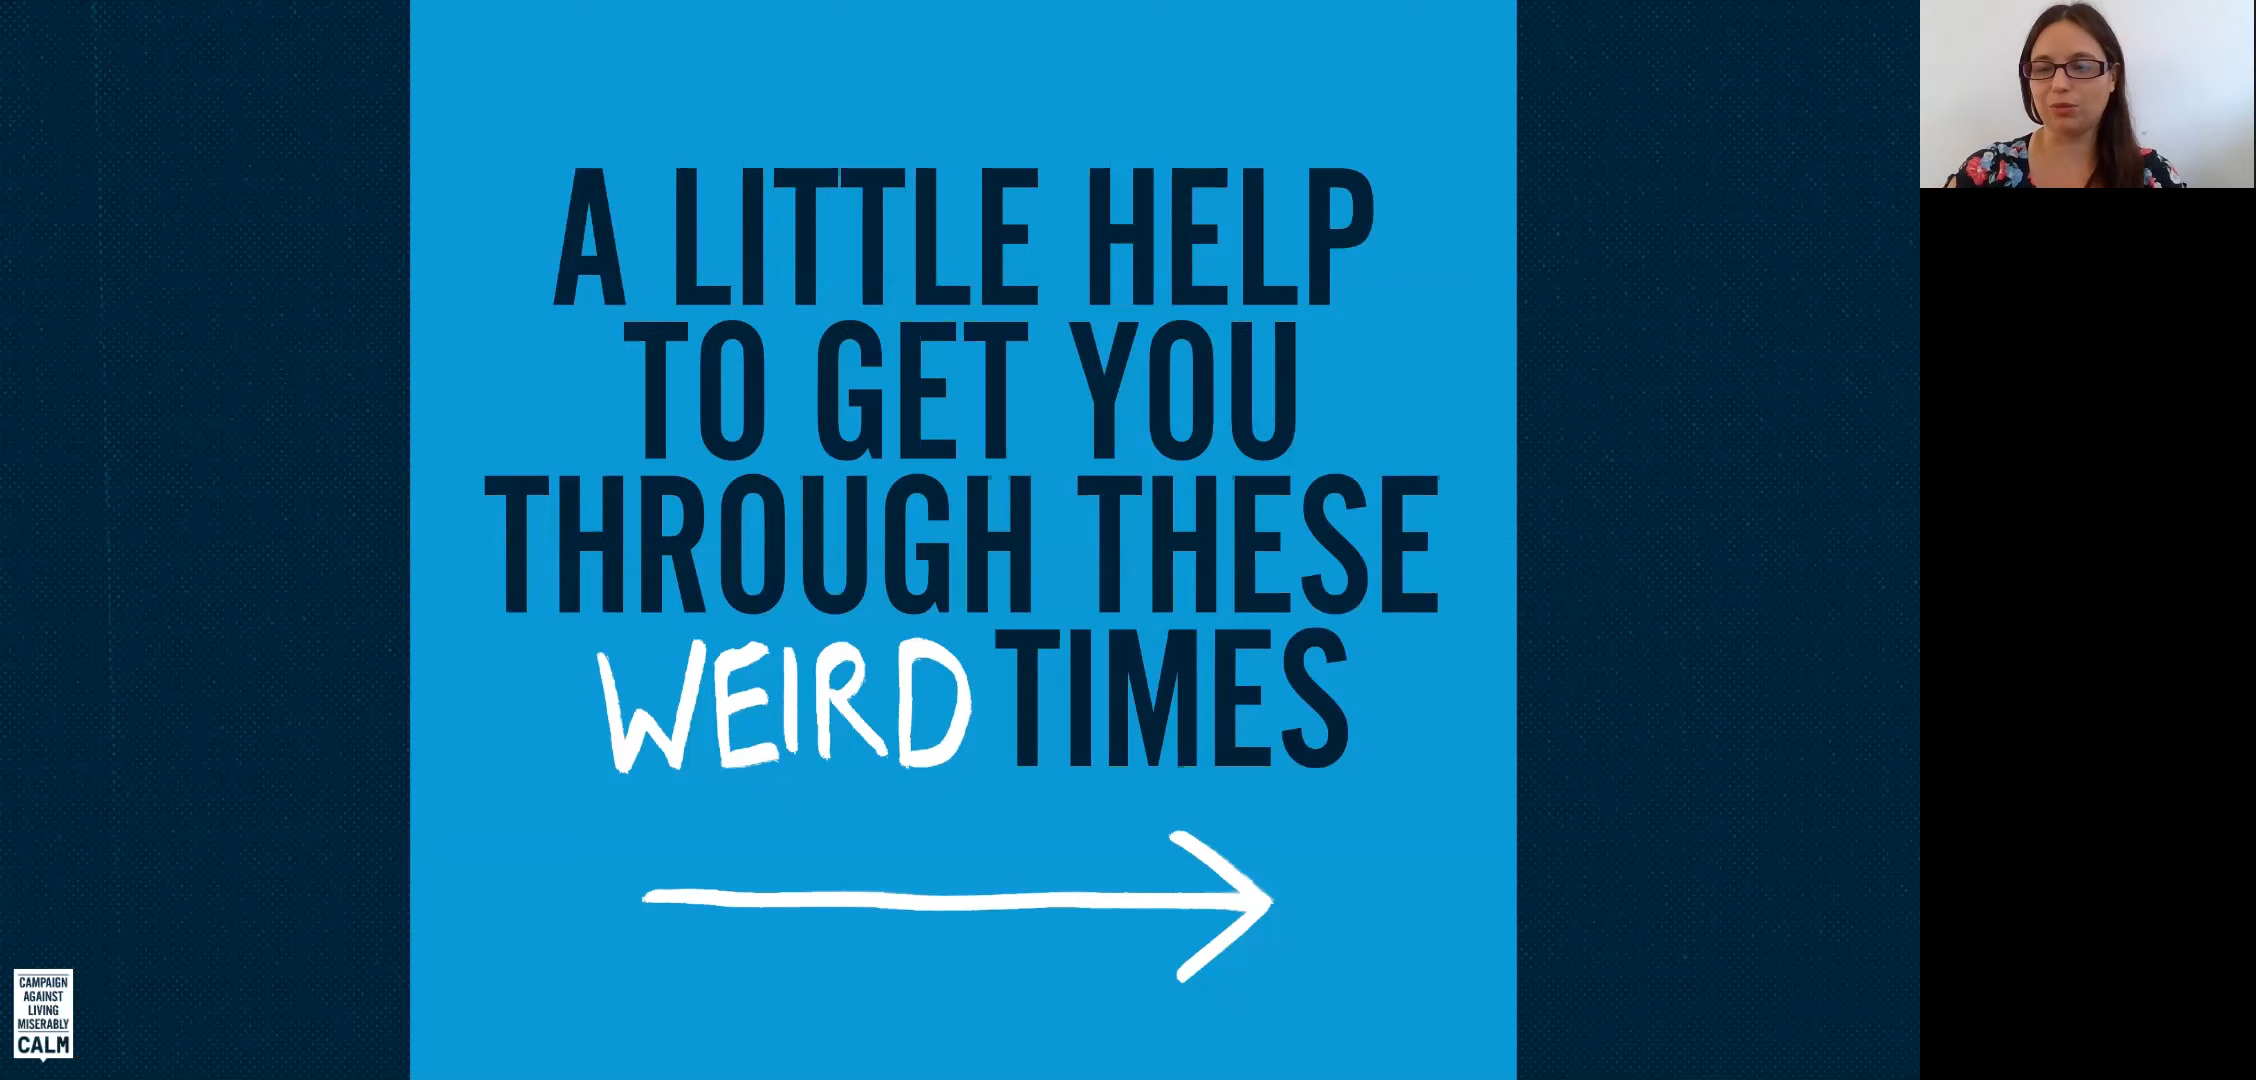 A LITTLE HELP
TO GET YOU
THROUGH THESE
WEIRD TIMES
CAMPAIGN
AGAINST
LIVING
MISERABLY
CALM